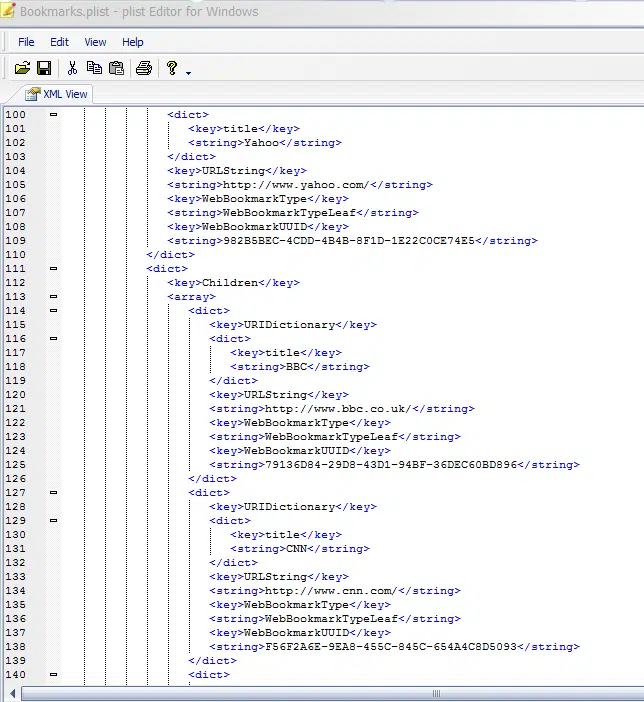 Bookmarks.plist - plist Editor for Windows
File Edit View Help
XML View
100 <dict>
101 <key>title</key>
102 <string>Yahoo</string>
103 </dict>
104 <key>URLString</key>
105 <string>http://www.yahoo.com/</string>
106 <key>WebBookmarkType</key>
107 <string>WebBookmarkTypeLeaf</string>
108 <key>WebBookmarkUUID</key>
109 <string>982B5BEC-4CDD-4B4B-8F1D-1E22C0CE74E5</string>
110 </dict>
111 <dict>
112 <key>Children</key>
113 <array>
114 <dict>
115 <key>URIDictionary</key>
116 <dict>
117 <key>title</key>
118 <string>BBC</string>
119 </dict>
120 <key>URLString</key>
121 <string>http://www.bbc.co.uk/</string>
122 <key>WebBookmarkType</key>
123 <string>WebBookmarkTypeLeaf</string>
124 <key>WebBookmarkUUID</key>
125 <string>79136D84-29D8-43D1-94BF-36DEC60BD896</string>
126 </dict>
127 <dict>
128 <key>URIDictionary</key>
129 <dict>
130 <key>title</key>
131 <string>CNN</string>
132 </dict>
133 <key>URLString</key>
134 <string>http://www.cnn.com/</string>
135 <key>WebBookmarkType</key>
136 <string>WebBookmarkTypeLeaf</string>
137 <key>WebBookmarkUUID</key>
138 <string>F56F2A6E-9EA8-455C-845C-654A4C8D5093</string>
139 </dict>
140 <dict>